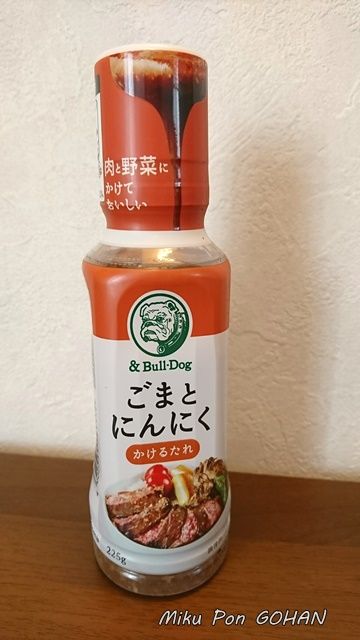 肉と野菜に
かけて
おいしい
& Bull-Dog
ごまと
にんにく
かけるたれ
225g
Miku Pon GOHAN